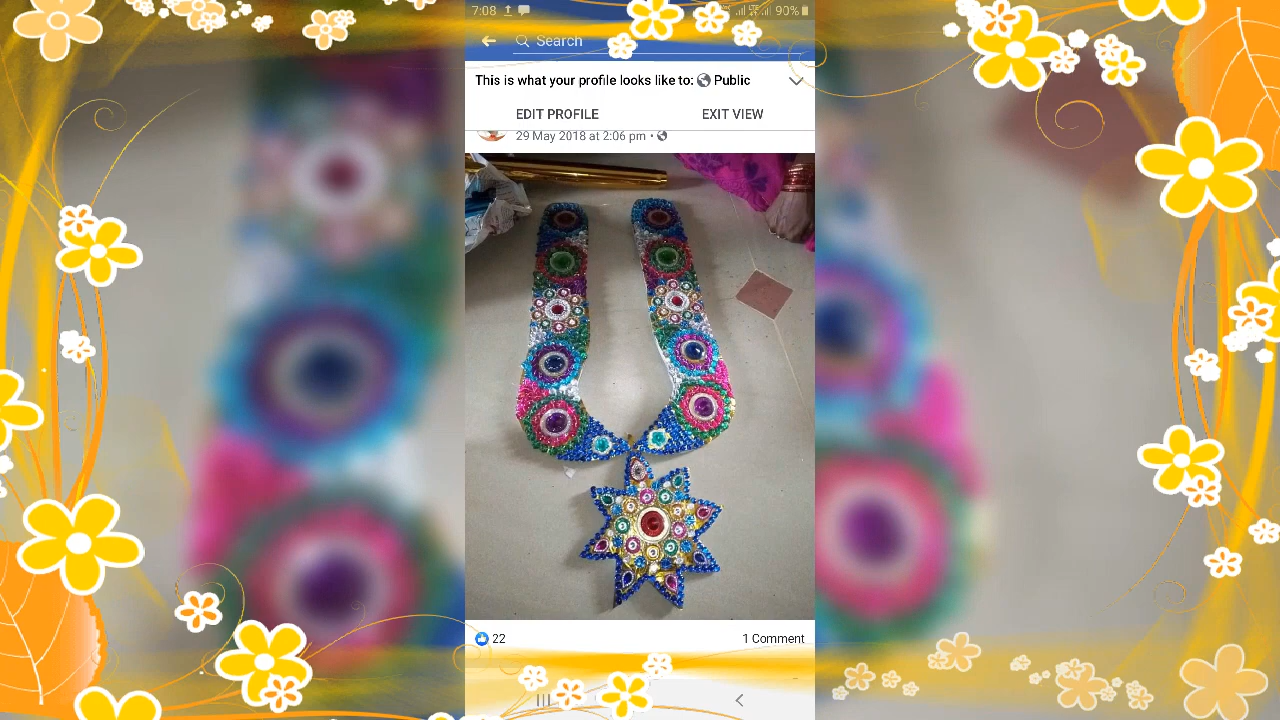 7:08 90%
Search
This is what your profile looks like to: Public
EDIT PROFILE EXIT VIEW
29 May 2018 at 2:06 pm •
22 1 Comment